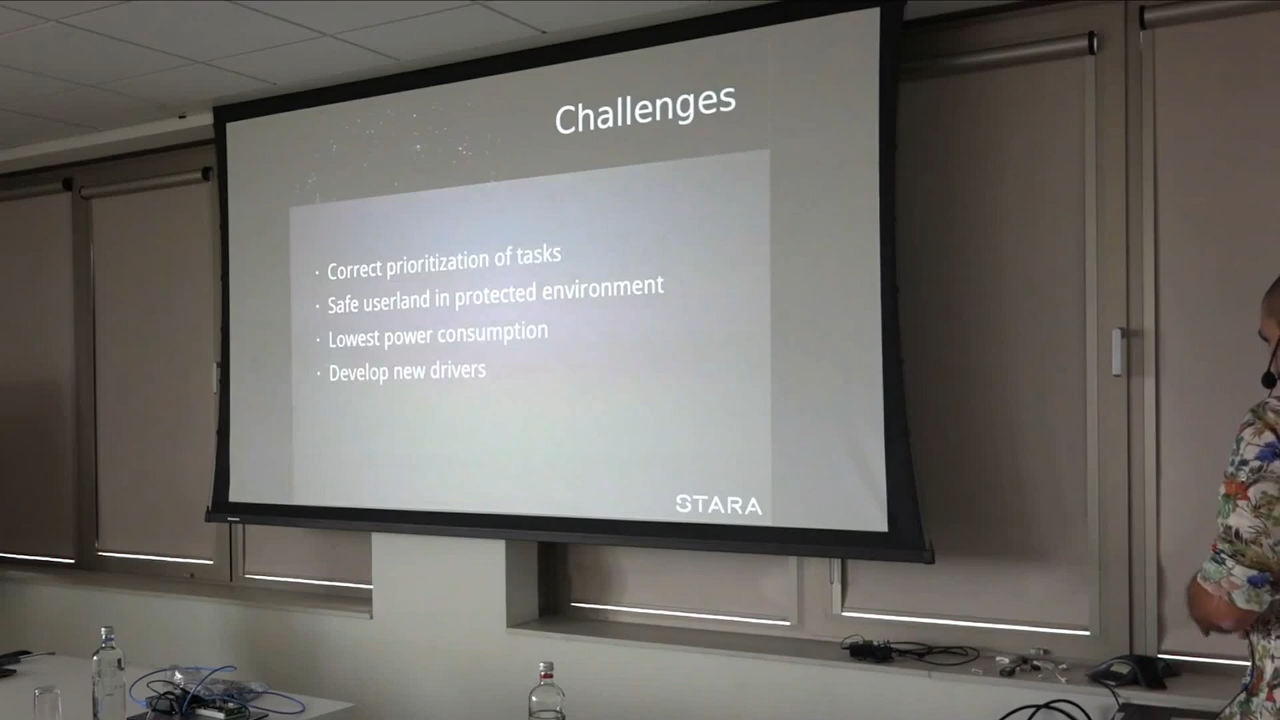 Challenges
· Correct prioritization of tasks
· Safe userland in protected environment
· Lowest power consumption
· Develop new drivers
STARA